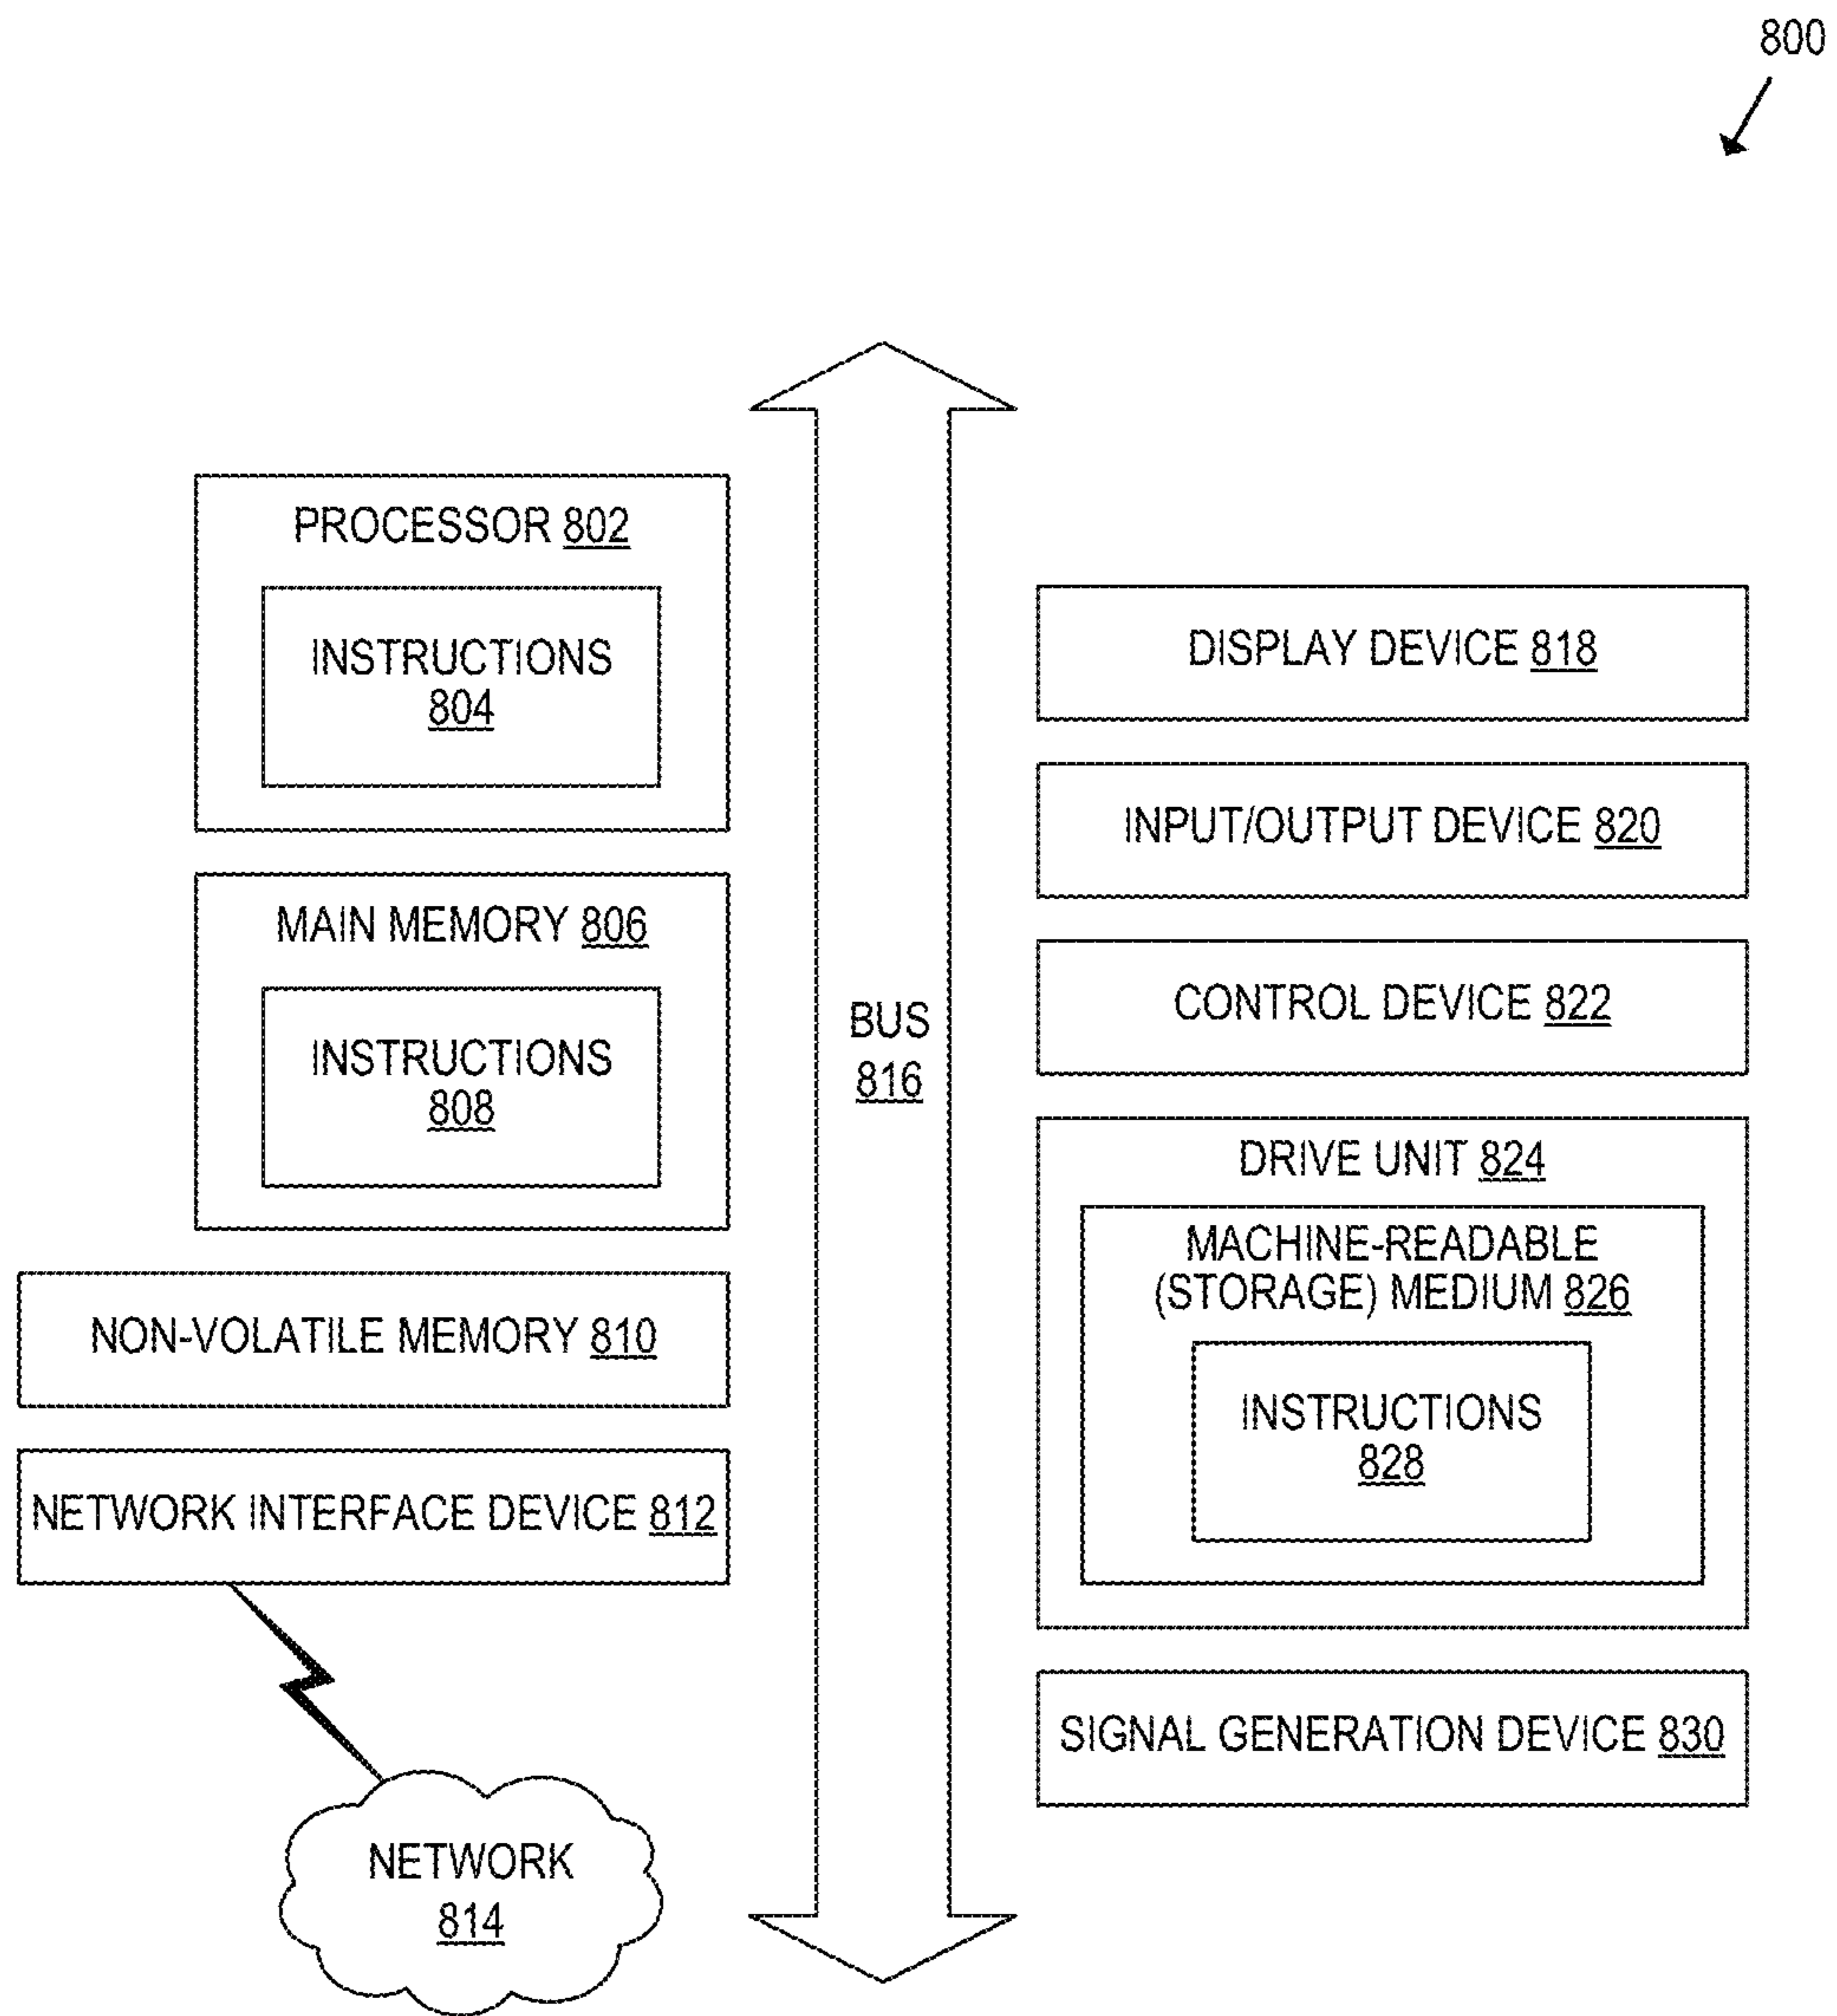 800
PROCESSOR 802
INSTRUCTIONS
804
MAIN MEMORY 806
INSTRUCTIONS
808
NON-VOLATILE MEMORY 810
NETWORK INTERFACE DEVICE 812
NETWORK
814
BUS
816
DISPLAY DEVICE 818
INPUT/OUTPUT DEVICE 820
CONTROL DEVICE 822
DRIVE UNIT 824
MACHINE-READABLE
(STORAGE) MEDIUM 826
INSTRUCTIONS
828
SIGNAL GENERATION DEVICE 830